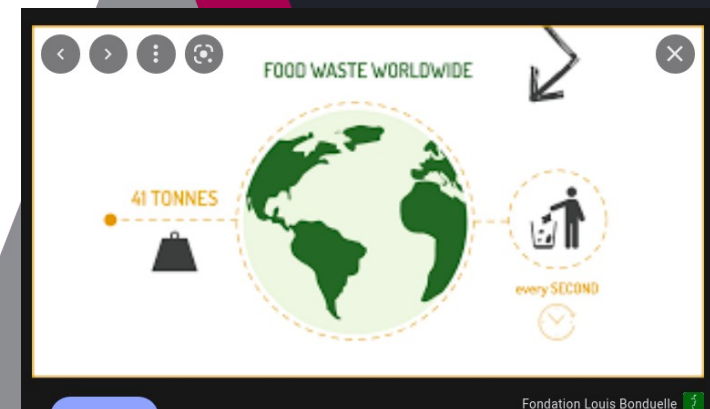 FOOD WASTE WORLDWIDE
41 TONNES
every SECOND
Fondation Louis Bonduelle